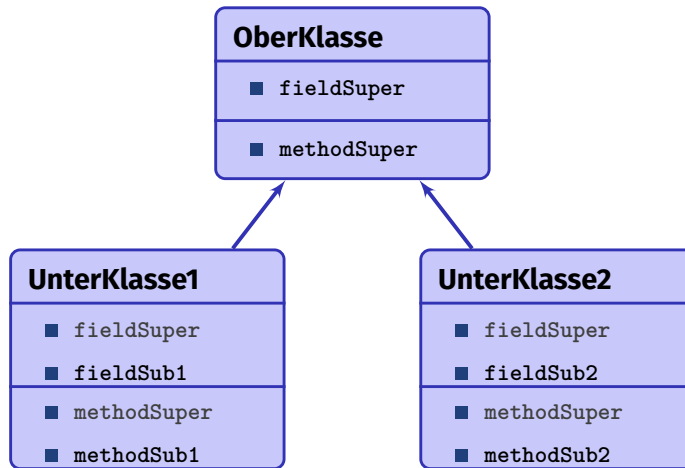 OberKlasse
fieldSuper
methodSuper
UnterKlasse1
fieldSuper
fieldSub1
methodSuper
methodSub1
UnterKlasse2
fieldSuper
fieldSub2
methodSuper
methodSub2